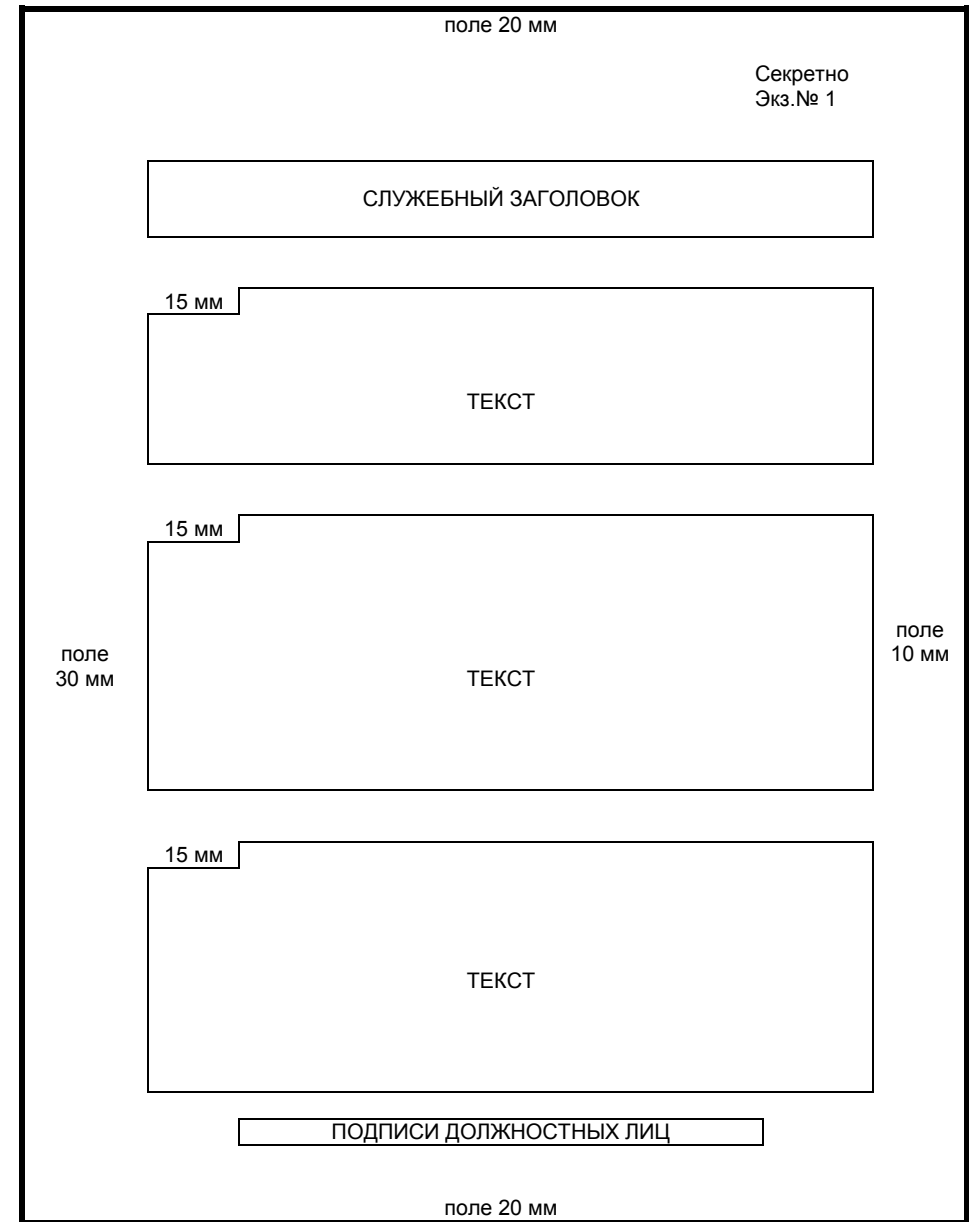 поле 20 мм
Секретно
Экз.№ 1
СЛУЖЕБНЫЙ ЗАГОЛОВОК
15 мм
ТЕКСТ
15 мм
поле
30 мм
ТЕКСТ
поле
10 мм
15 мм
ТЕКСТ
ПОДПИСИ ДОЛЖНОСТНЫХ ЛИЦ
поле 20 мм